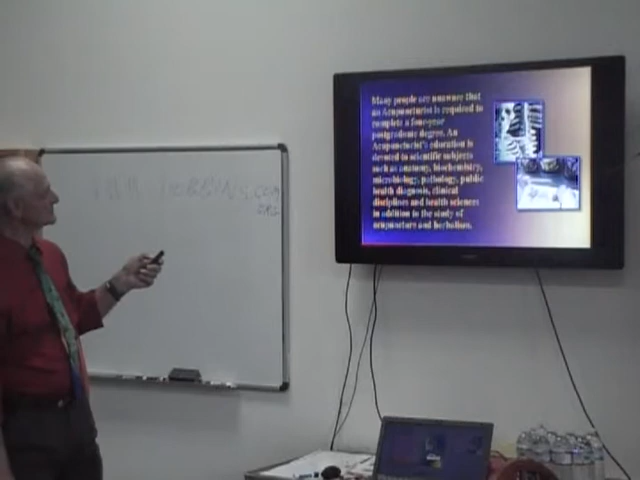 Many people are unaware that
an Acupuncturist is required to
complete a four-year
postgraduate degree. An
Acupuncturist's education is
devoted to scientific subjects
such as anatomy, biochemistry,
microbiology, pathology, public
health diagnosis, clinical
disciplines and health sciences
in addition to the study of
acupuncture and herbalism.
.com